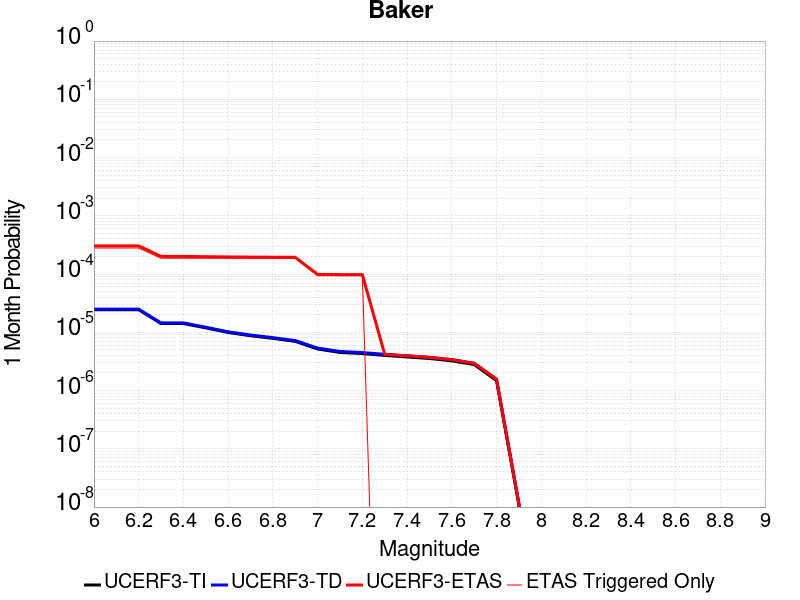 Baker
10^0
10^-1
10^-2
10^-3
10^-4
10^-5
10^-6
10^-7
10^-8
1 Month Probability
6 6.2 6.4 6.6 6.8 7 7.2 7.4 7.6 7.8 8 8.2 8.4 8.6 8.8 9
Magnitude
UCERF3-TI UCERF3-TD UCERF3-ETAS ETAS Triggered Only